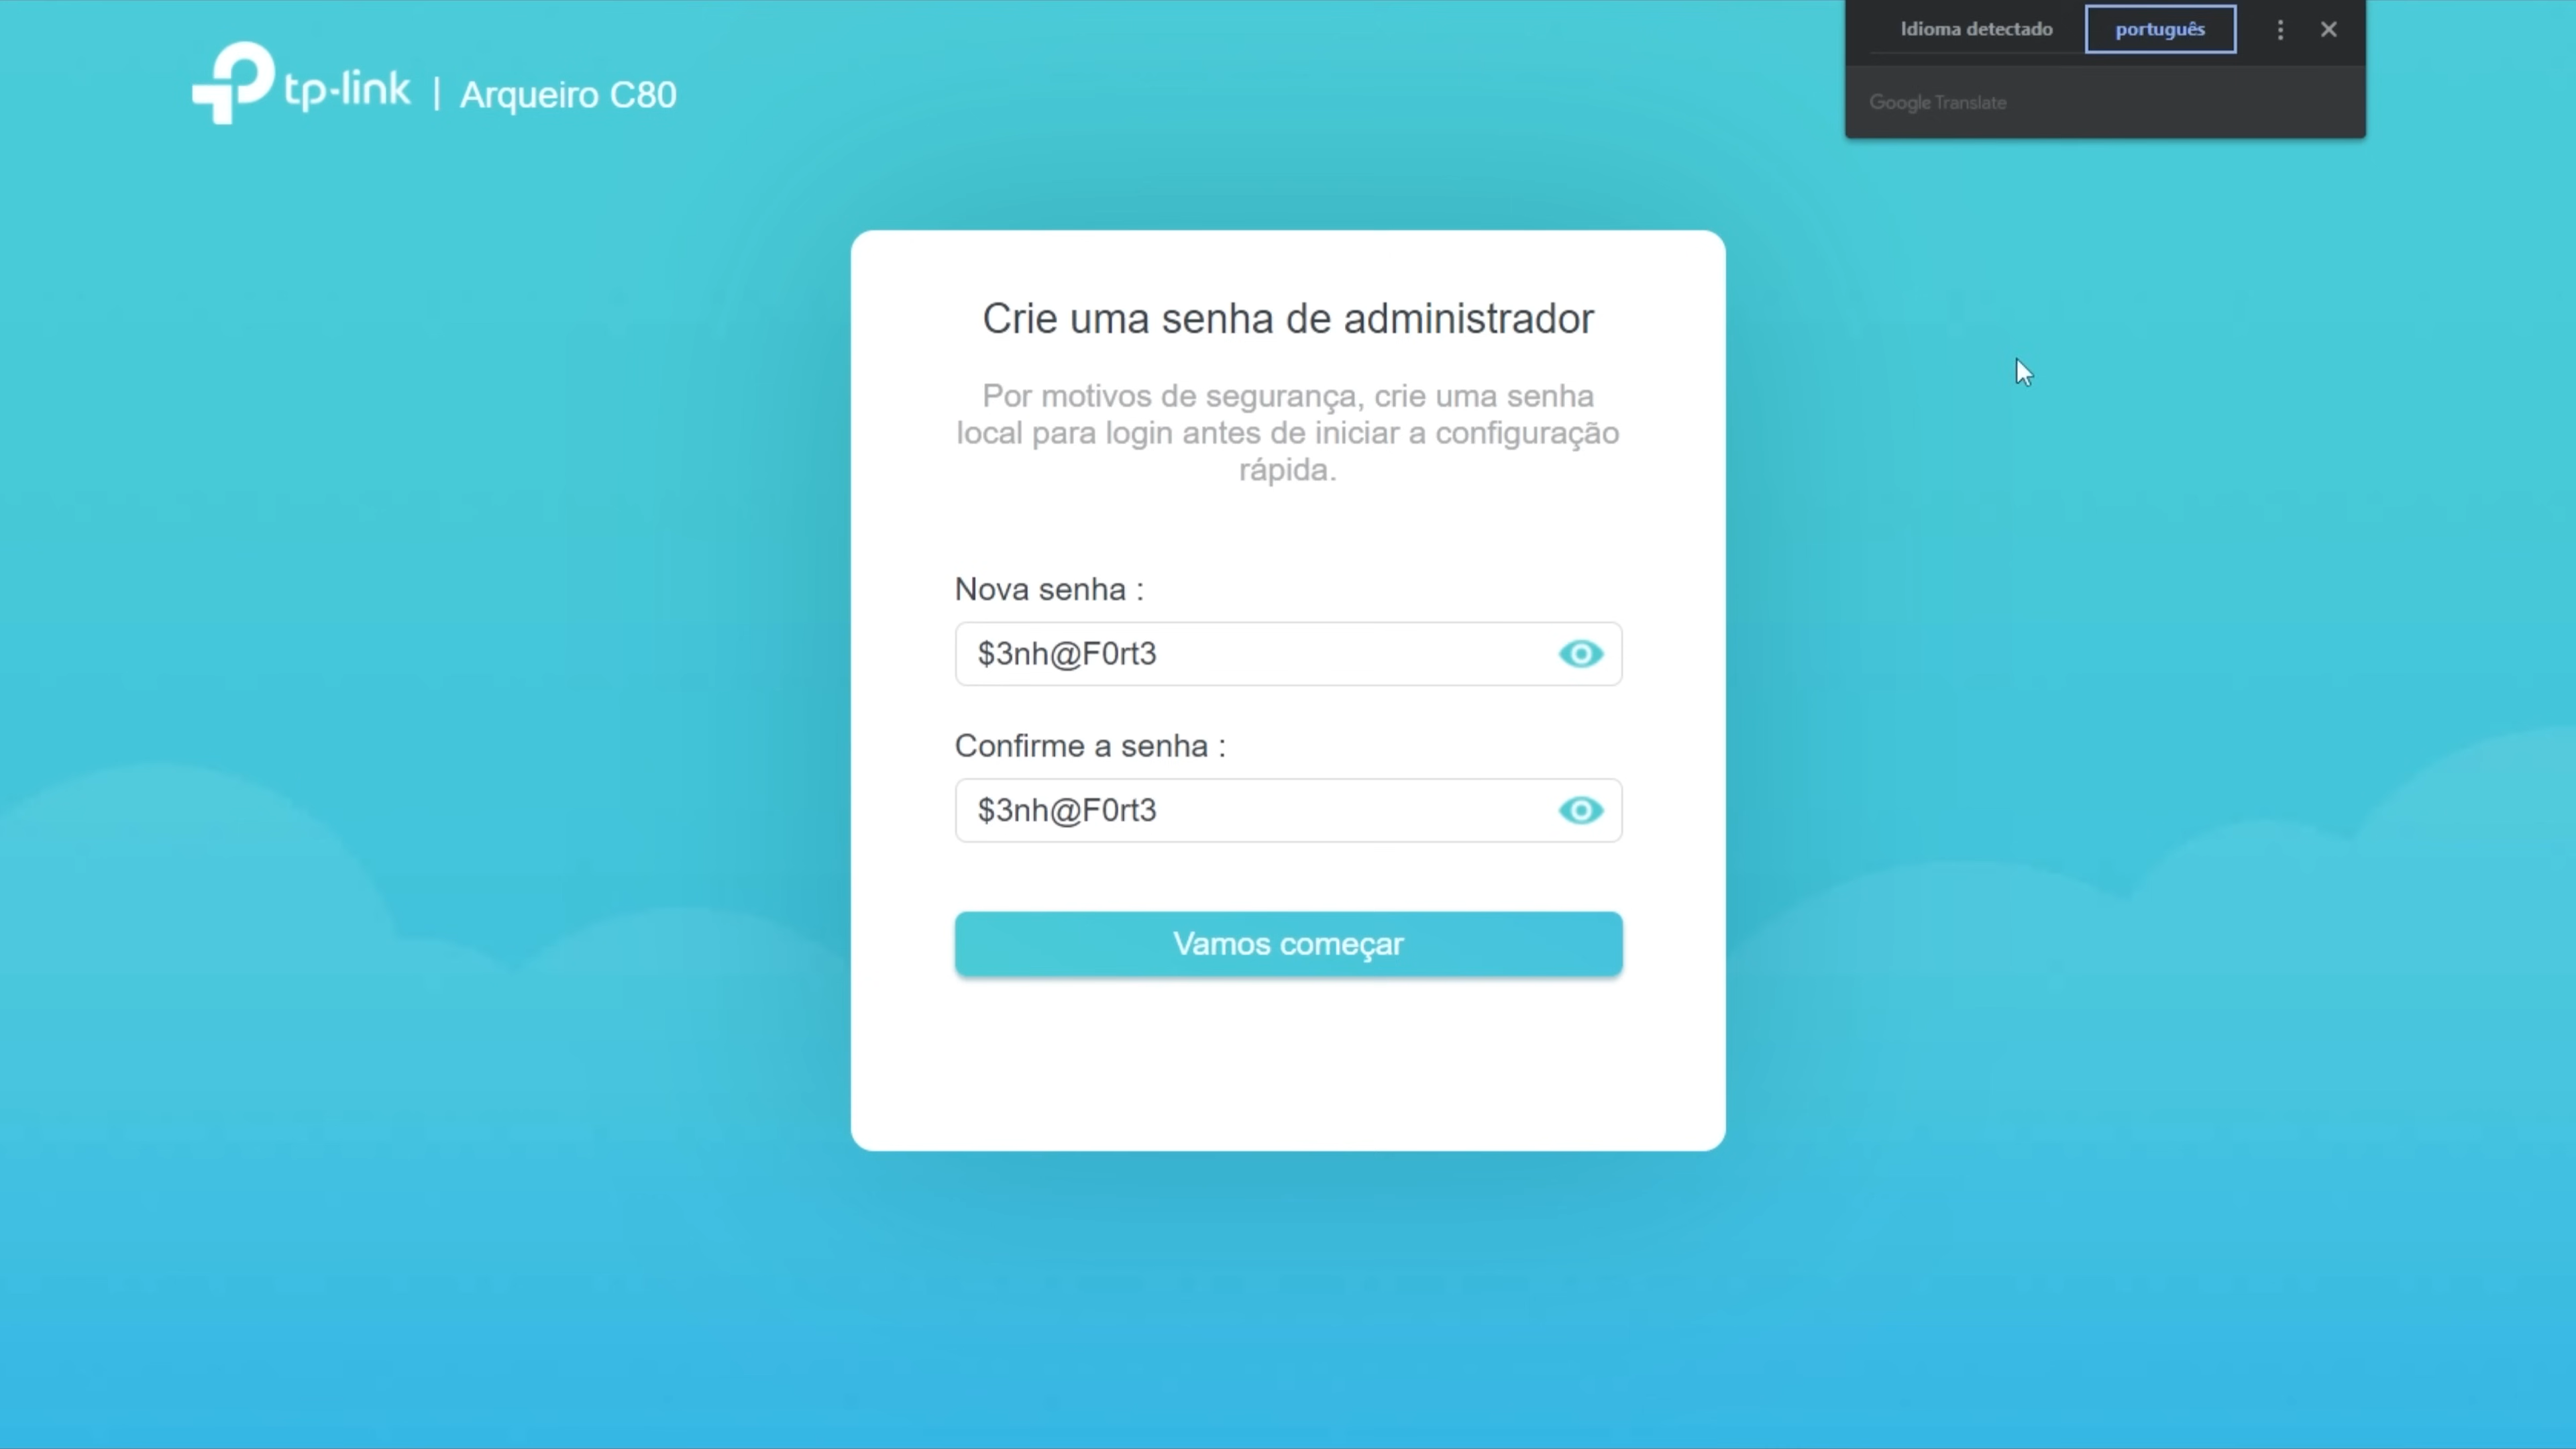 tp-link | Arqueiro C80
Idioma detectado português
Google Translate
Crie uma senha de administrador
Por motivos de segurança, crie uma senha
local para login antes de iniciar a configuração
rápida.
Nova senha :
$3nh@F0rt3
Confirme a senha :
$3nh@F0rt3
Vamos começar